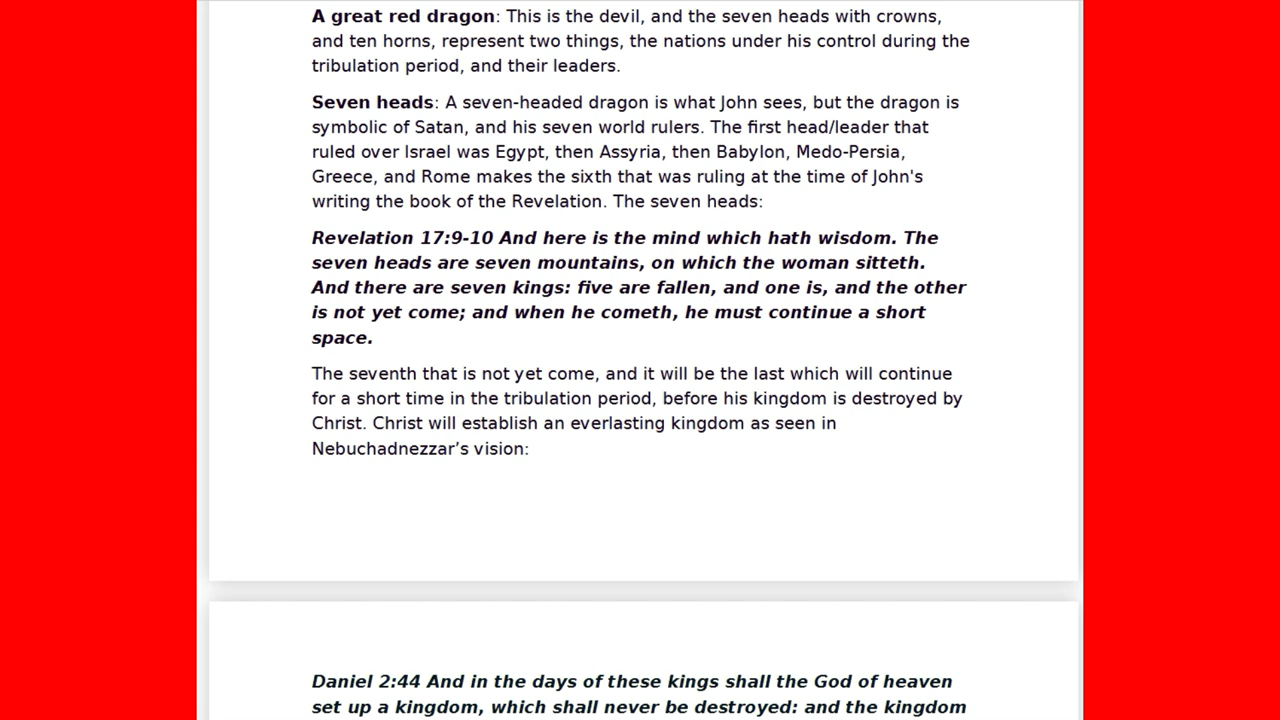 A great red dragon: This is the devil, and the seven heads with crowns,
and ten horns, represent two things, the nations under his control during the
tribulation period, and their leaders.
Seven heads: A seven-headed dragon is what John sees, but the dragon is
symbolic of Satan, and his seven world rulers. The first head/leader that
ruled over Israel was Egypt, then Assyria, then Babylon, Medo-Persia,
Greece, and Rome makes the sixth that was ruling at the time of John's
writing the book of the Revelation. The seven heads:
Revelation 17:9-10 And here is the mind which hath wisdom. The
seven heads are seven mountains, on which the woman sitteth.
And there are seven kings: five are fallen, and one is, and the other
is not yet come; and when he cometh, he must continue a short
space.
The seventh that is not yet come, and it will be the last which will continue
for a short time in the tribulation period, before his kingdom is destroyed by
Christ. Christ will establish an everlasting kingdom as seen in
Nebuchadnezzar’s vision:
Daniel 2:44 And in the days of these kings shall the God of heaven
set up a kingdom, which shall never be destroyed: and the kingdom